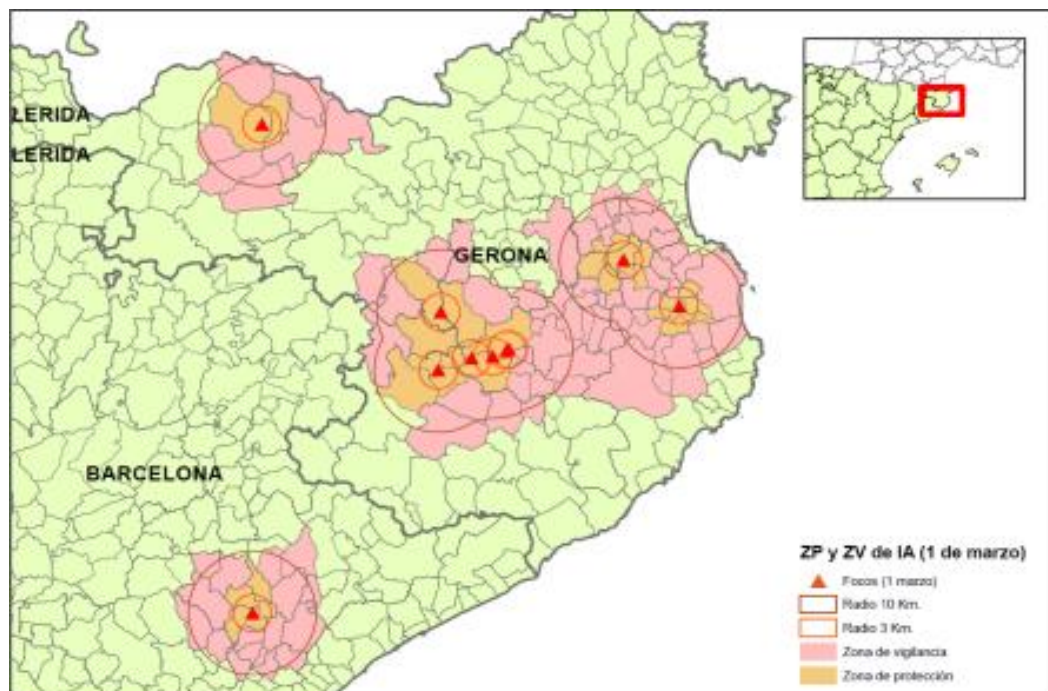 LERIDA
LERIDA
GERONA
BARCELONA
ZP y ZV de IA (1 de marzo)
Focos (1 marzo)
Radio 10 Km.
Radio 3 Km.
Zona de vigilancia
Zona de protección